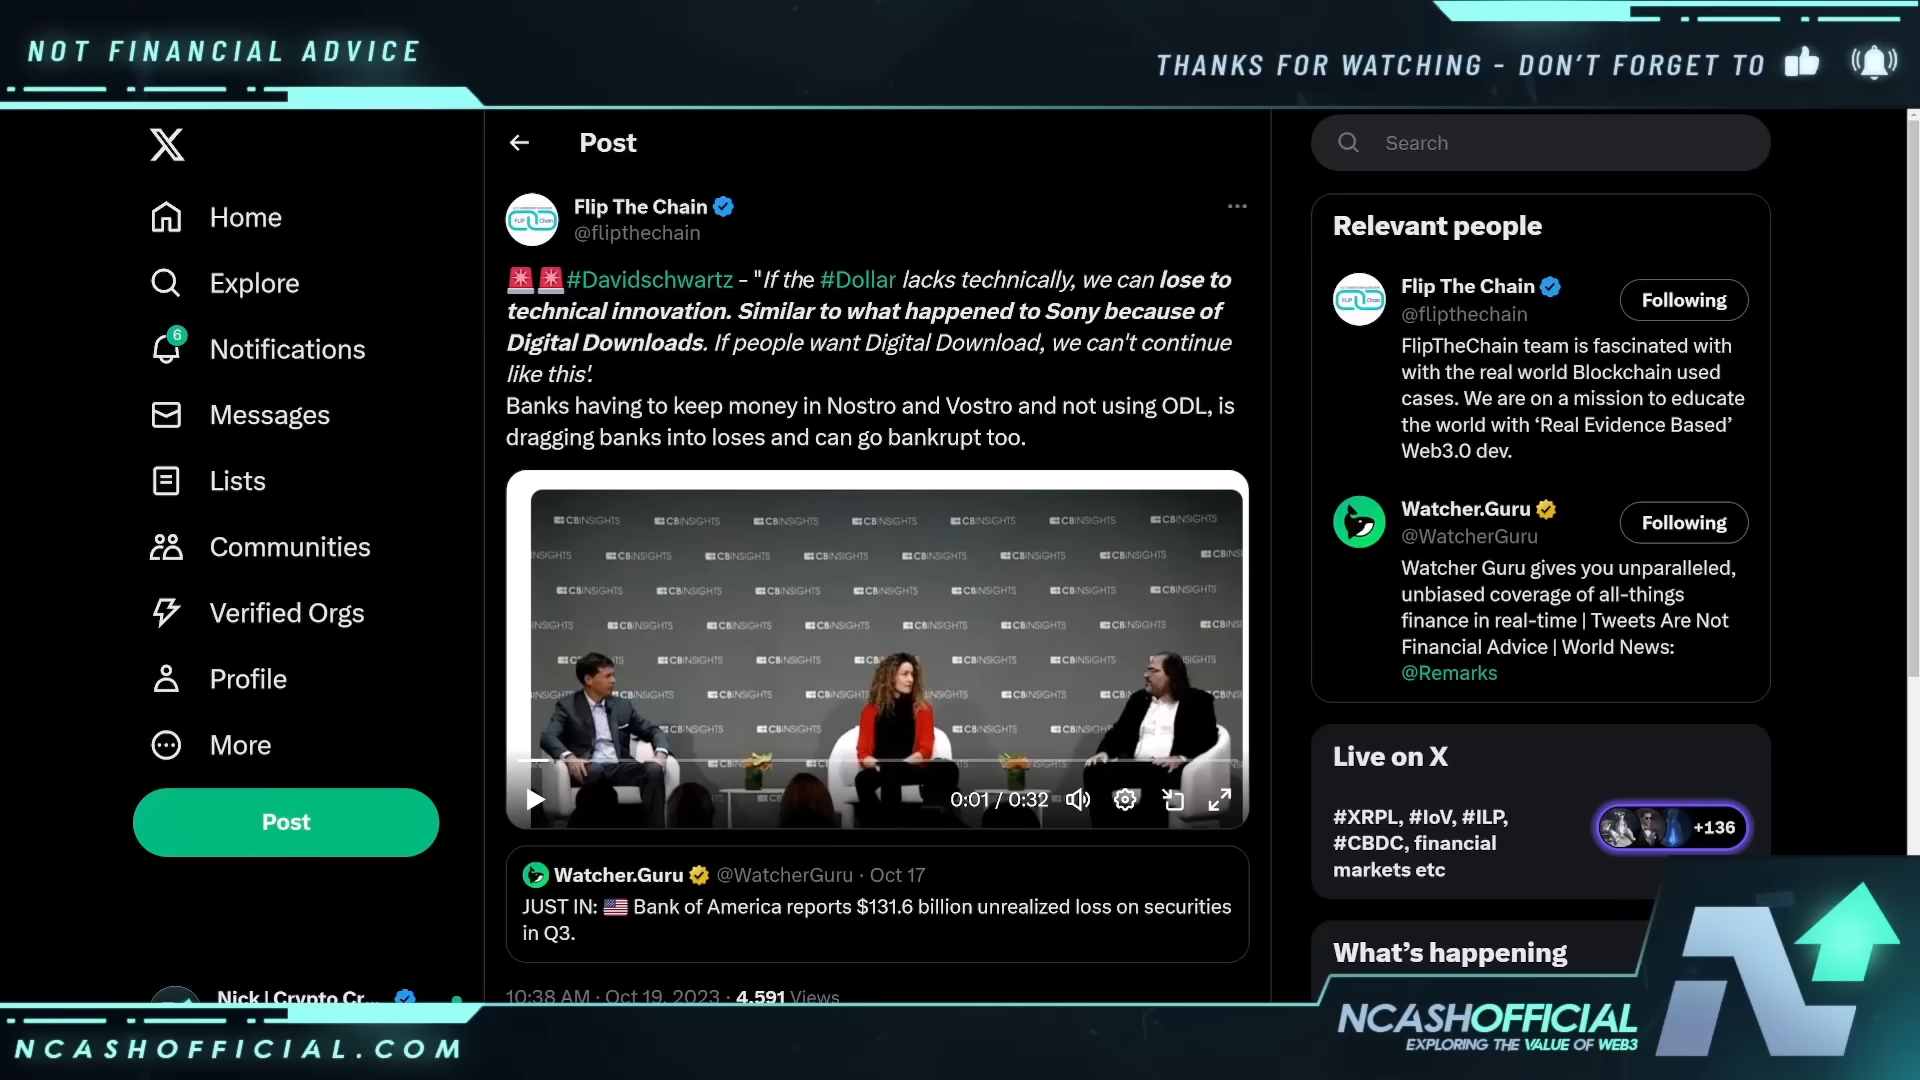 NOT FINANCIAL ADVICE
THANKS FOR WATCHING - DON'T FORGET TO
X
Home
Explore
6
Notifications
Messages
Lists
Communities
Verified Orgs
Profile
More
Post
Nick | Crypto Cr...
Post
Flip The Chain
@flipthechain
#Davidschwartz - "If the #Dollar lacks technically, we can lose to
technical innovation. Similar to what happened to Sony because of
Digital Downloads. If people want Digital Download, we can't continue
like this'.
Banks having to keep money in Nostro and Vostro and not using ODL, is
dragging banks into loses and can go bankrupt too.
CBINSIGHTS
0:01 / 0:32
Watcher.Guru @WatcherGuru · Oct 17
JUST IN: 🇺🇸 Bank of America reports $131.6 billion unrealized loss on securities
in Q3.
10:38 AM · Oct 19, 2023 · 4,591 Views
Search
Relevant people
Flip The Chain
@flipthechain
Following
FlipTheChain team is fascinated with
with the real world Blockchain used
cases. We are on a mission to educate
the world with ‘Real Evidence Based’
Web3.0 dev.
Watcher.Guru
@WatcherGuru
Following
Watcher Guru gives you unparalleled,
unbiased coverage of all-things
finance in real-time | Tweets Are Not
Financial Advice | World News:
@Remarks
Live on X
#XRPL, #IoV, #ILP,
#CBDC, financial
markets etc
+136
What’s happening
NCASHOFFICIAL.COM
NCASHOFFICIAL
EXPLORING THE VALUE OF WEB3